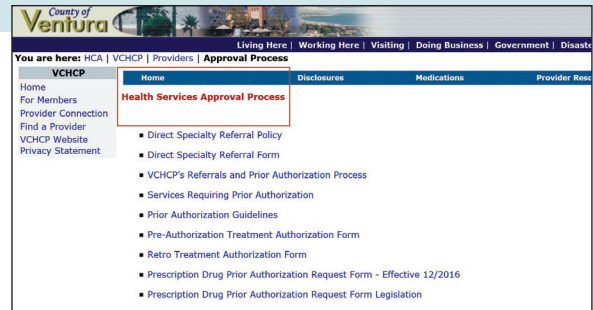 County of
Ventura
Living Here | Working Here | Visiting | Doing Business | Government | Disaste
You are here: HCA | VCHCP | Providers | Approval Process
VCHCP
Home
For Members
Provider Connection
Find a Provider
VCHCP Website
Privacy Statement
Home Disclosures Medications Provider Reso
Health Services Approval Process
▪ Direct Specialty Referral Policy
▪ Direct Specialty Referral Form
▪ VCHCP's Referrals and Prior Authorization Process
▪ Services Requiring Prior Authorization
▪ Prior Authorization Guidelines
▪ Pre-Authorization Treatment Authorization Form
▪ Retro Treatment Authorization Form
▪ Prescription Drug Prior Authorization Request Form - Effective 12/2016
▪ Prescription Drug Prior Authorization Request Form Legislation